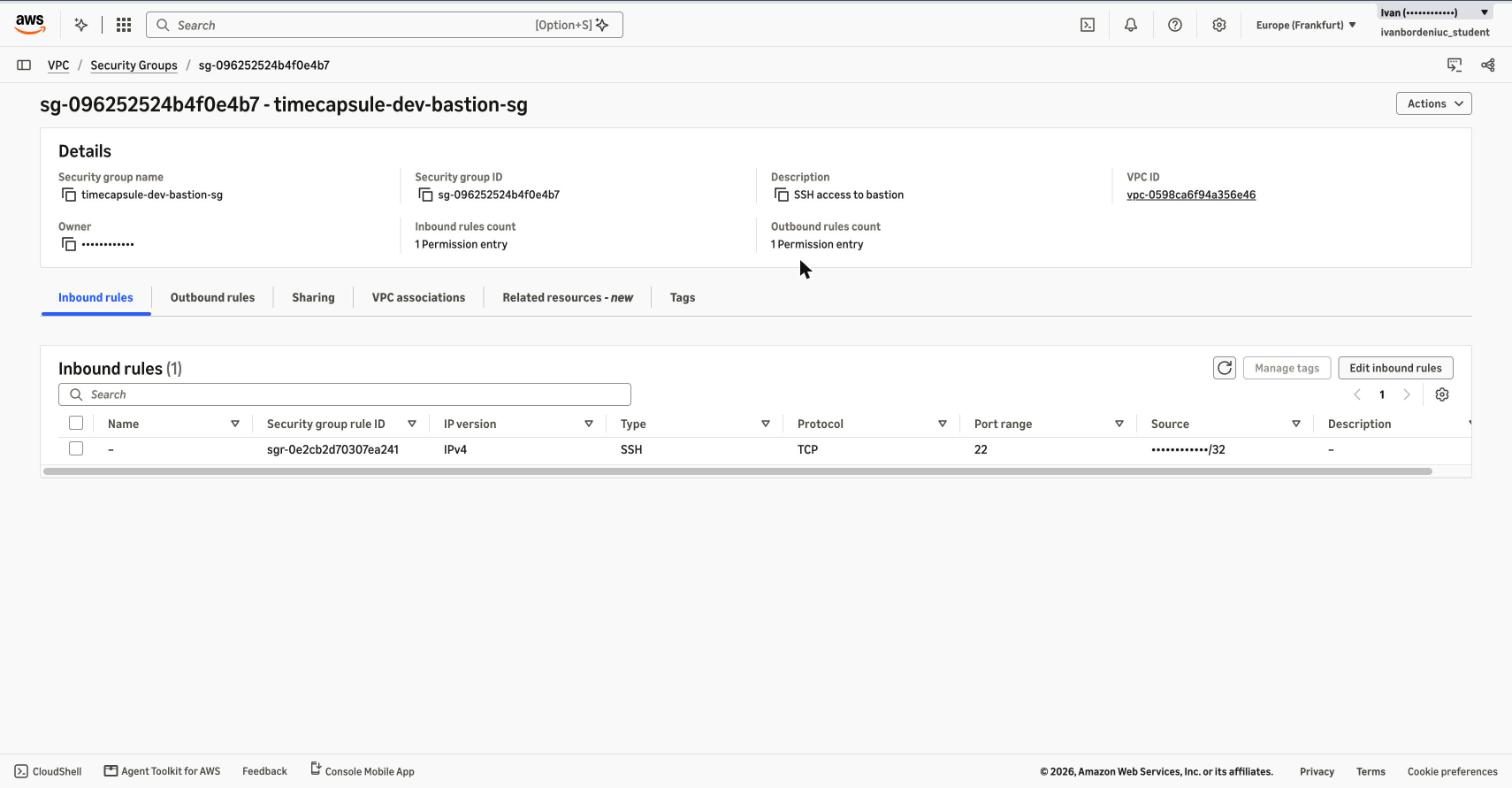 aws
Search [Option+S] Europe (Frankfurt) Ivan (••••••••••••)
ivanbordeniuc_student
VPC / Security Groups / sg-096252524b4f0e4b7
sg-096252524b4f0e4b7 - timecapsule-dev-bastion-sg
Actions
Details
Security group name
timecapsule-dev-bastion-sg
Security group ID
sg-096252524b4f0e4b7
Description
SSH access to bastion
VPC ID
vpc-0598ca6f94a356e46
Owner
••••••••••••
Inbound rules count
1 Permission entry
Outbound rules count
1 Permission entry
Inbound rules Outbound rules Sharing VPC associations Related resources - new Tags
Inbound rules (1)
Manage tags Edit inbound rules
Search
1
Name Security group rule ID IP version Type Protocol Port range Source Description
– sgr-0e2cb2d70307ea241 IPv4 SSH TCP 22 ••••••••••••/32 –
CloudShell Agent Toolkit for AWS Feedback Console Mobile App © 2026, Amazon Web Services, Inc. or its affiliates. Privacy Terms Cookie preferences